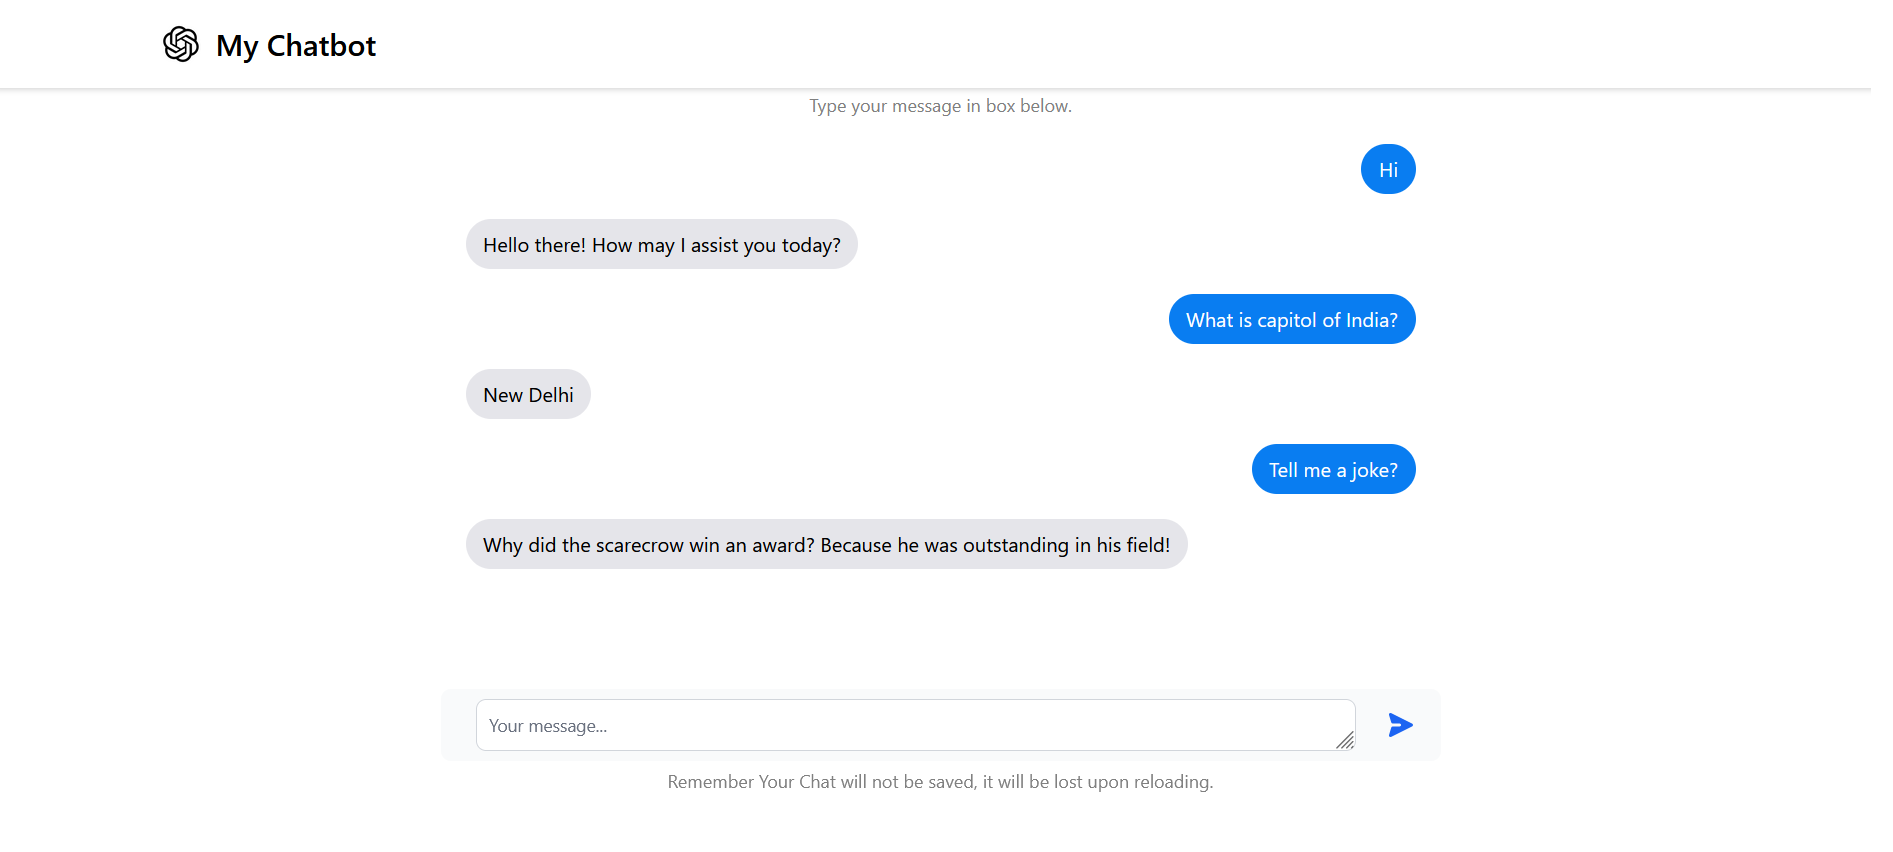 My Chatbot
Type your message in box below.
Hi
Hello there! How may I assist you today?
What is capitol of India?
New Delhi
Tell me a joke?
Why did the scarecrow win an award? Because he was outstanding in his field!
Your message...
Remember Your Chat will not be saved, it will be lost upon reloading.